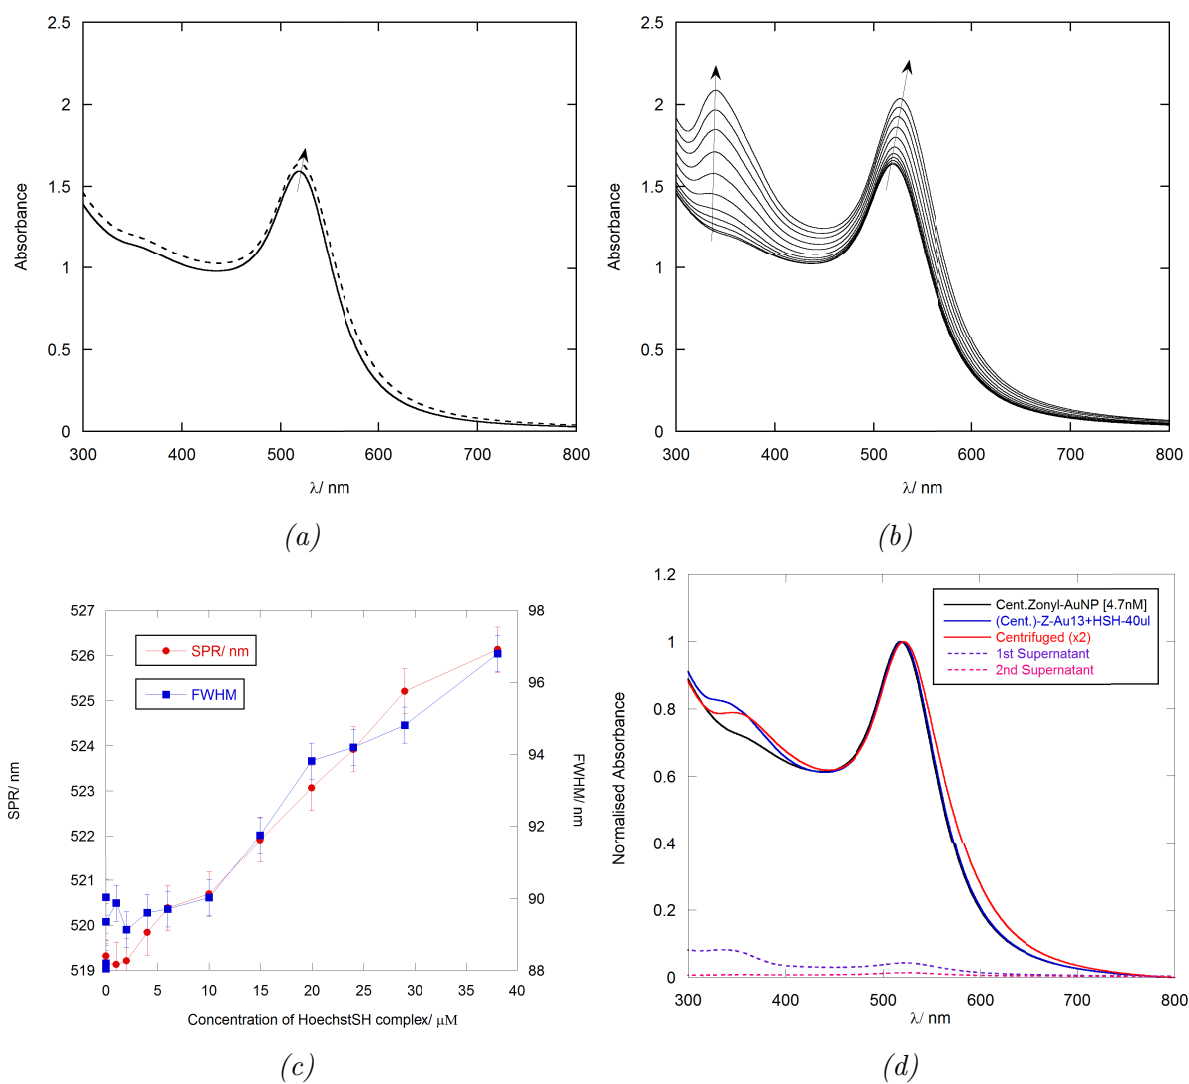 2.5
2
1.5
1
0.5
0
Absorbance
300 400 500 600 700 800
λ/ nm
(a)
2.5
2
1.5
1
0.5
0
Absorbance
300 400 500 600 700 800
λ/ nm
(b)
527
526
525
524
523
522
521
520
519
SPR/ nm
98
96
94
92
90
88
FWHM/ nm
SPR/ nm
FWHM
0 5 10 15 20 25 30 35 40
Concentration of HoechstSH complex/ μM
(c)
1.2
1
0.8
0.6
0.4
0.2
0
Normalised Absorbance
Cent.Zonyl-AuNP [4.7nM]
(Cent.)-Z-Au13+HSH-40ul
Centrifuged (x2)
1st Supernatant
2nd Supernatant
300 400 500 600 700 800
λ/ nm
(d)